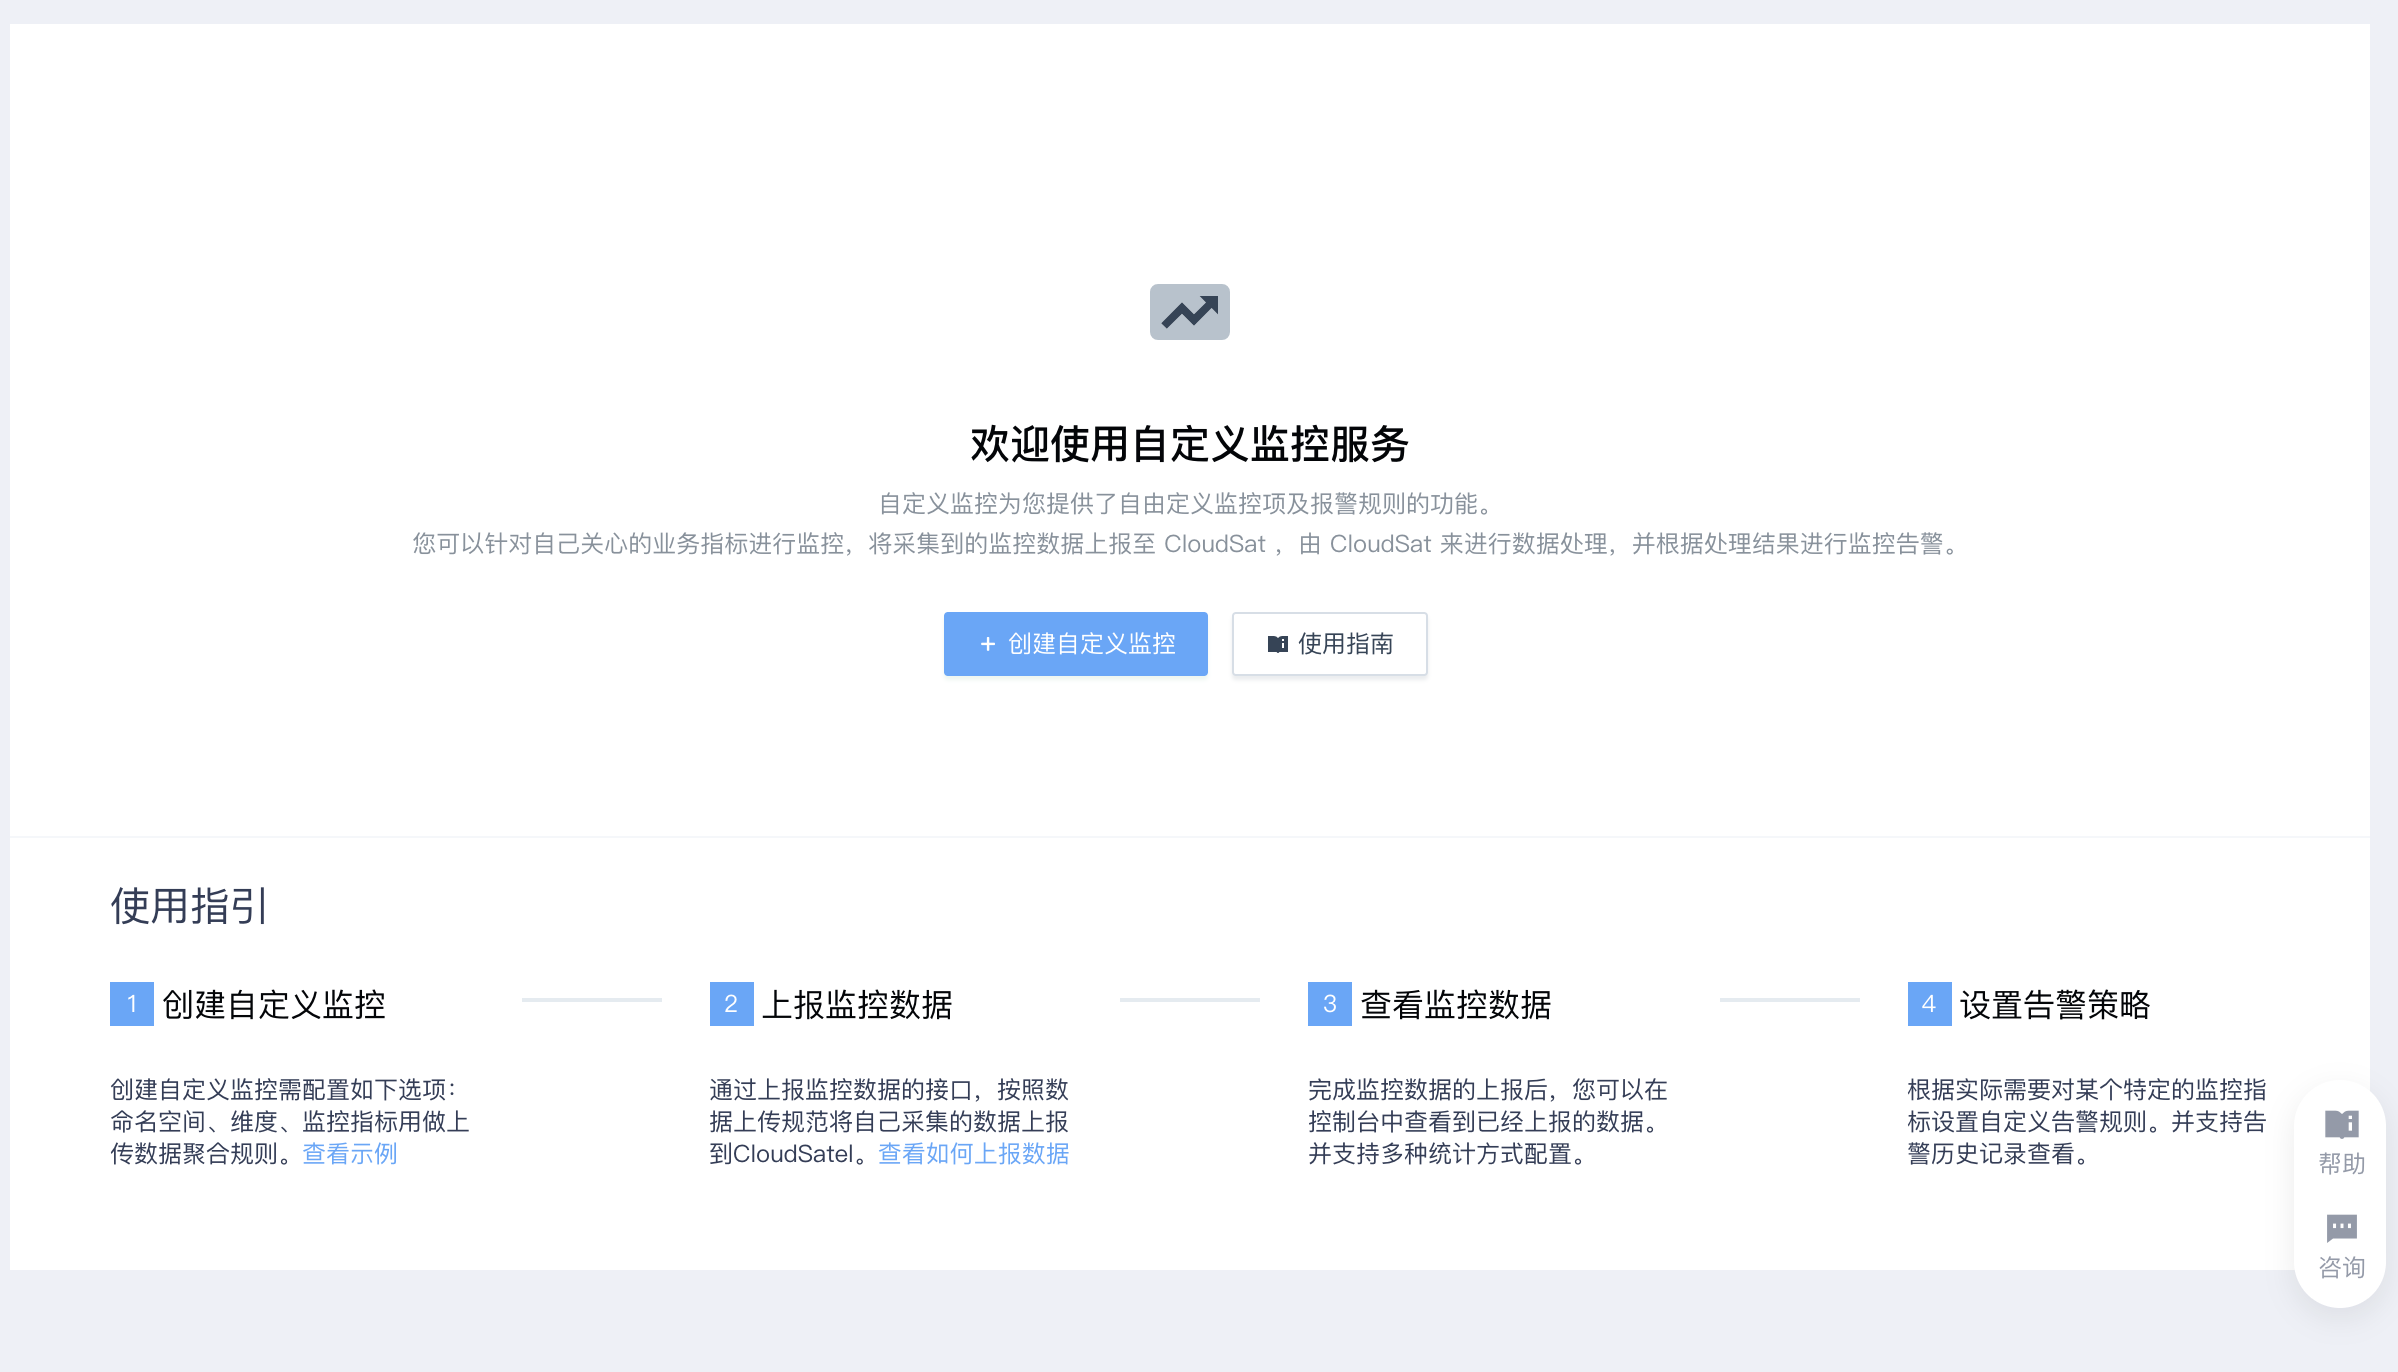 欢迎使用自定义监控服务
自定义监控为您提供了自由定义监控项及报警规则的功能。
您可以针对自己关心的业务指标进行监控，将采集到的监控数据上报至 CloudSat ，由 CloudSat 来进行数据处理，并根据处理结果进行监控告警。
+ 创建自定义监控
使用指南
使用指引
1 创建自定义监控
创建自定义监控需配置如下选项：
命名空间、维度、监控指标用做上
传数据聚合规则。查看示例
2 上报监控数据
通过上报监控数据的接口，按照数
据上传规范将自己采集的数据上报
到CloudSatel。查看如何上报数据
3 查看监控数据
完成监控数据的上报后，您可以在
控制台中查看到已经上报的数据。
并支持多种统计方式配置。
4 设置告警策略
根据实际需要对某个特定的监控指
标设置自定义告警规则。并支持告
警历史记录查看。
帮助
咨询